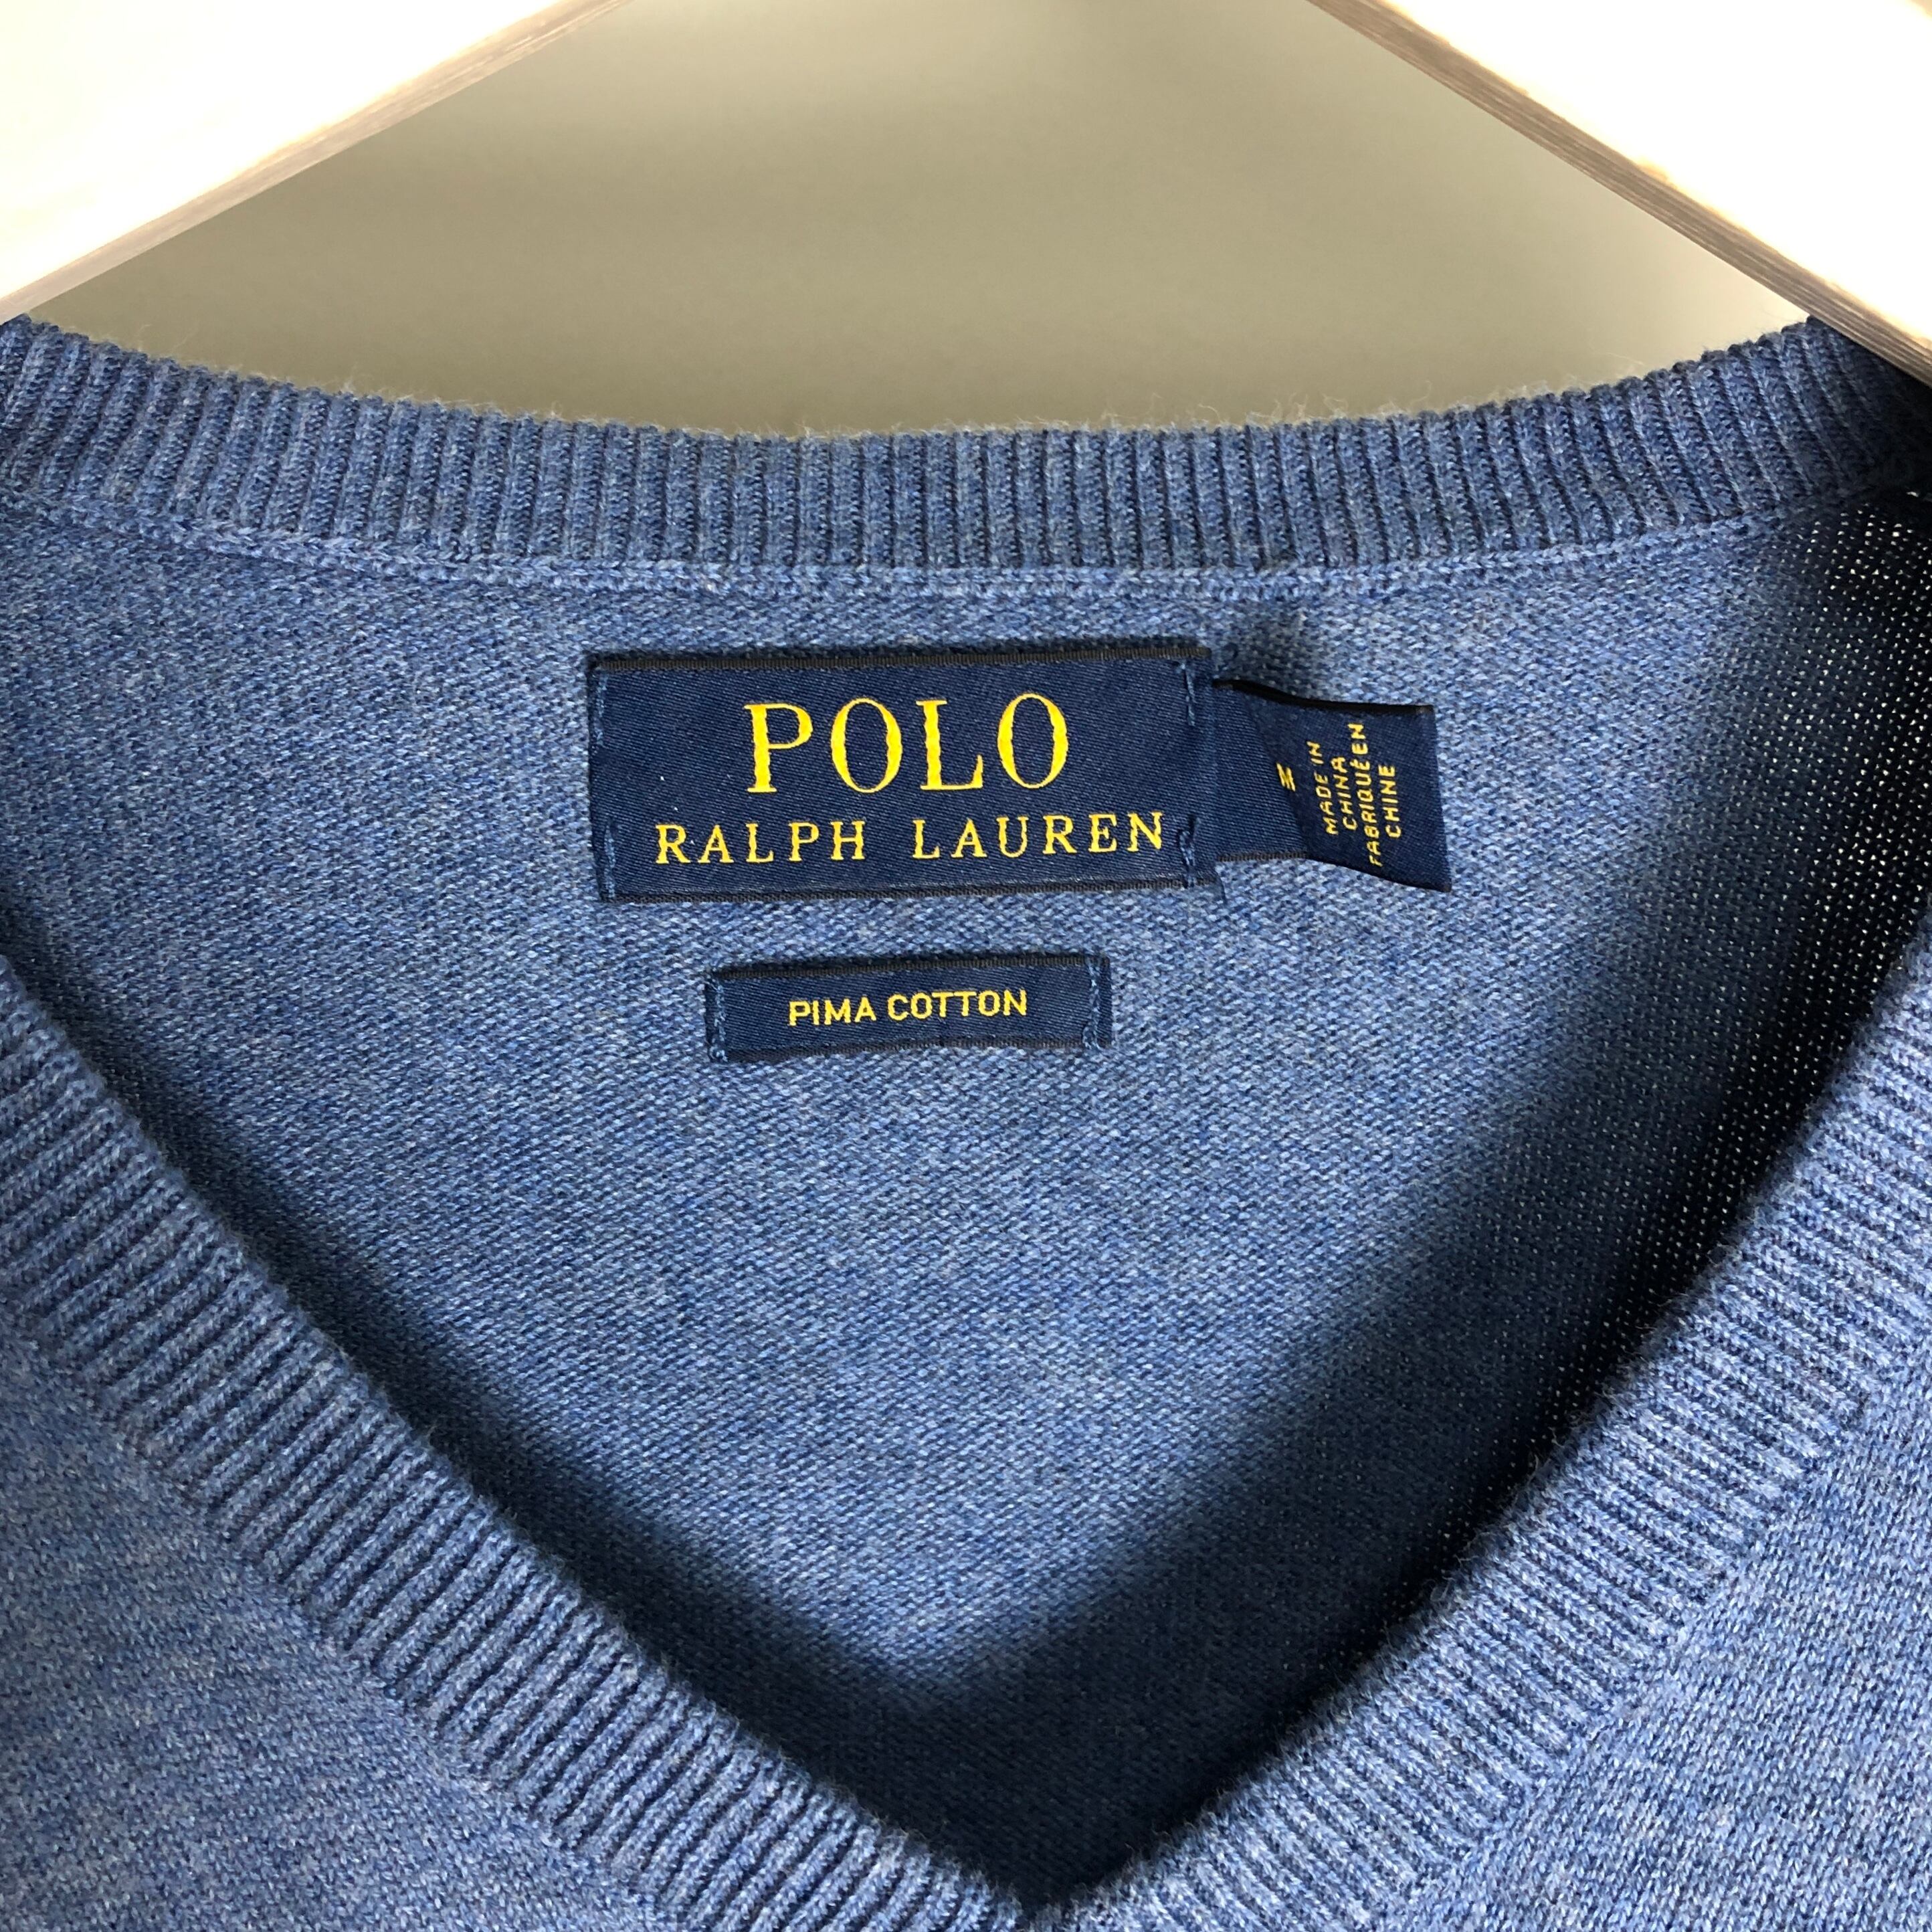 POLO
RALPH LAUREN
M
MADE IN
CHINA
FABRIQUÉ EN
CHINE
PIMA COTTON